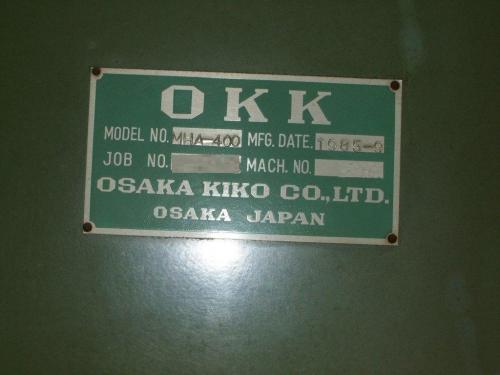 OKK
MODEL NO. MHA-400 MFG. DATE. 1985-9
JOB NO. MACH. NO.
OSAKA KIKO CO.,LTD.
OSAKA JAPAN